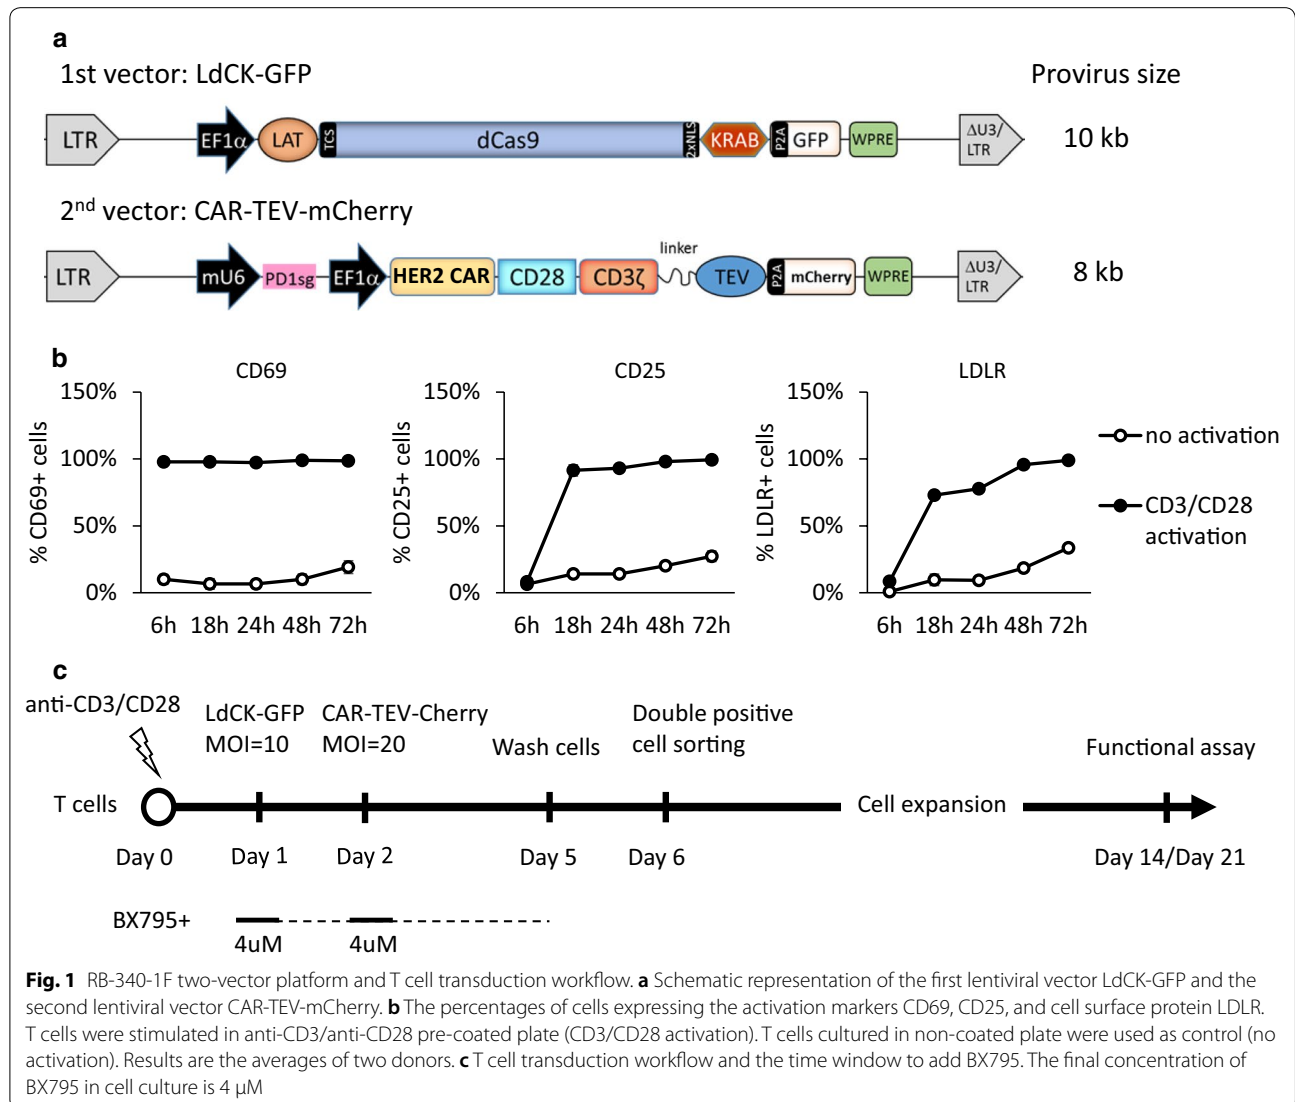 a
1st vector: LdCK-GFP
Provirus size
LTR
EF1α
LAT
TCS
dCas9
2xNLS
KRAB
P2A
GFP
WPRE
ΔU3/
LTR
10 kb
2nd vector: CAR-TEV-mCherry
LTR
mU6
PD1sg
EF1α
HER2 CAR
CD28
CD3ζ
linker
TEV
P2A
mCherry
WPRE
ΔU3/
LTR
8 kb
b
CD69
% CD69+ cells
150%
100%
50%
0%
6h 18h 24h 48h 72h
CD25
% CD25+ cells
150%
100%
50%
0%
6h 18h 24h 48h 72h
LDLR
% LDLR+ cells
150%
100%
50%
0%
6h 18h 24h 48h 72h
no activation
CD3/CD28
activation
c
anti-CD3/CD28
LdCK-GFP
MOI=10
CAR-TEV-Cherry
MOI=20
Wash cells
Double positive
cell sorting
Functional assay
T cells
Cell expansion
Day 0
Day 1
Day 2
Day 5
Day 6
Day 14/Day 21
BX795+
4uM
4uM
Fig. 1 RB-340-1F two-vector platform and T cell transduction workflow. a Schematic representation of the first lentiviral vector LdCK-GFP and the
second lentiviral vector CAR-TEV-mCherry. b The percentages of cells expressing the activation markers CD69, CD25, and cell surface protein LDLR.
T cells were stimulated in anti-CD3/anti-CD28 pre-coated plate (CD3/CD28 activation). T cells cultured in non-coated plate were used as control (no
activation). Results are the averages of two donors. c T cell transduction workflow and the time window to add BX795. The final concentration of
BX795 in cell culture is 4 μM